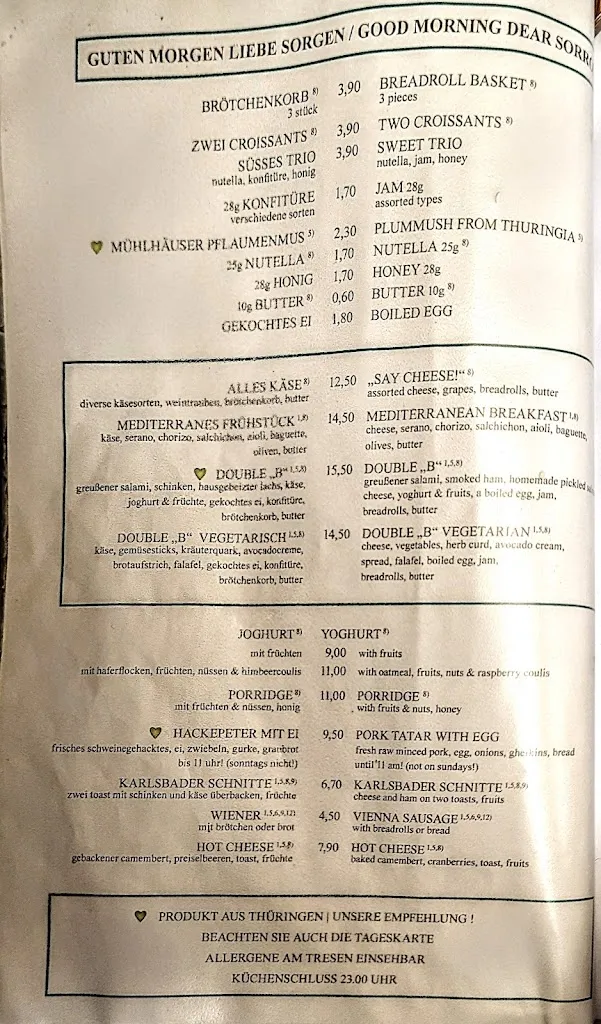 GUTEN MORGEN LIEBE SORGEN / GOOD MORNING DEAR
BRÖTCHENKORB 8) 3,90 BREADROLL BASKET 8)
3 stück 3 pieces
ZWEI CROISSANTS 8) 3,90 TWO CROISSANTS 8)
SÜSSES TRIO 3,90 SWEET TRIO
nutella, konfitüre, honig nutella, jam, honey
28g KONFITÜRE 1,70 JAM 28g
verschiedene sorten assorted types
MÜHLHÄUSER PFLAUMENMUS 5) 2,30 PLUMMUSH FROM THURINGIA 5)
25g NUTELLA 8) 1,70 NUTELLA 25g 8)
28g HONIG 1,70 HONEY 28g
10g BUTTER 8) 0,60 BUTTER 10g 8)
GEKOCHTES EI 1,80 BOILED EGG
ALLES KÄSE 8) 12,50 „SAY CHEESE!“ 8)
diverse käsesorten, weintrauben, brötchenkorb, butter assorted cheese, grapes, breadrolls, butter
MEDITERRANES FRÜHSTÜCK 1,8) 14,50 MEDITERRANEAN BREAKFAST 1,8)
käse, serano, chorizo, salchichon, aioli, baguette, cheese, serano, chorizo, salchichon, aioli, baguette,
oliven, butter olives, butter
DOUBLE „B“ 1,5,8) 15,50 DOUBLE „B“ 1,5,8)
greußener salami, schinken, hausgebeizter lachs, käse, greußener salami, smoked ham, homemade pickled
joghurt & früchte, gekochtes ei, konfitüre, cheese, yoghurt & fruits, a boiled egg, jam,
brötchenkorb, butter breadrolls, butter
DOUBLE „B“ VEGETARISCH 1,5,8) 14,50 DOUBLE „B“ VEGETARIAN 1,5,8)
käse, gemüsesticks, kräuterquark, avocadocreme, cheese, vegetables, herb curd, avocado cream,
brotaufstrich, falafel, gekochtes ei, konfitüre, spread, falafel, boiled egg, jam,
brötchenkorb, butter breadrolls, butter
JOGHURT 8) YOGHURT 8)
mit früchten 9,00 with fruits
mit haferflocken, früchten, nüssen & himbeercoulis 11,00 with oatmeal, fruits, nuts & raspberry coulis
PORRIDGE 8) 11,00 PORRIDGE 8)
mit früchten & nüssen, honig with fruits & nuts, honey
HACKEPETER MIT EI 9,50 PORK TATAR WITH EGG
frisches schweinegehacktes, ei, zwiebeln, gurke, graubrot fresh raw minced pork, egg, onions, gherkins, bread
bis 11 uhr! (sonntags nicht!) until 11 am! (not on sundays!)
KARLSBADER SCHNITTE 1,5,8,9) 6,70 KARLSBADER SCHNITTE 1,5,8,9)
zwei toast mit schinken und käse überbacken, früchte cheese and ham on two toasts, fruits
WIENER 1,5,6,9,12) 4,50 VIENNA SAUSAGE 1,5,6,9,12)
mit brötchen oder brot with breadrolls or bread
HOT CHEESE 1,5,8) 7,90 HOT CHEESE 1,5,8)
gebackener camembert, preiselbeeren, toast, früchte baked camembert, cranberries, toast, fruits
PRODUKT AUS THÜRINGEN | UNSERE EMPFEHLUNG !
BEACHTEN SIE AUCH DIE TAGESKARTE
ALLERGENE AM TRESEN EINSEHBAR
KÜCHENSCHLUSS 23.00 UHR